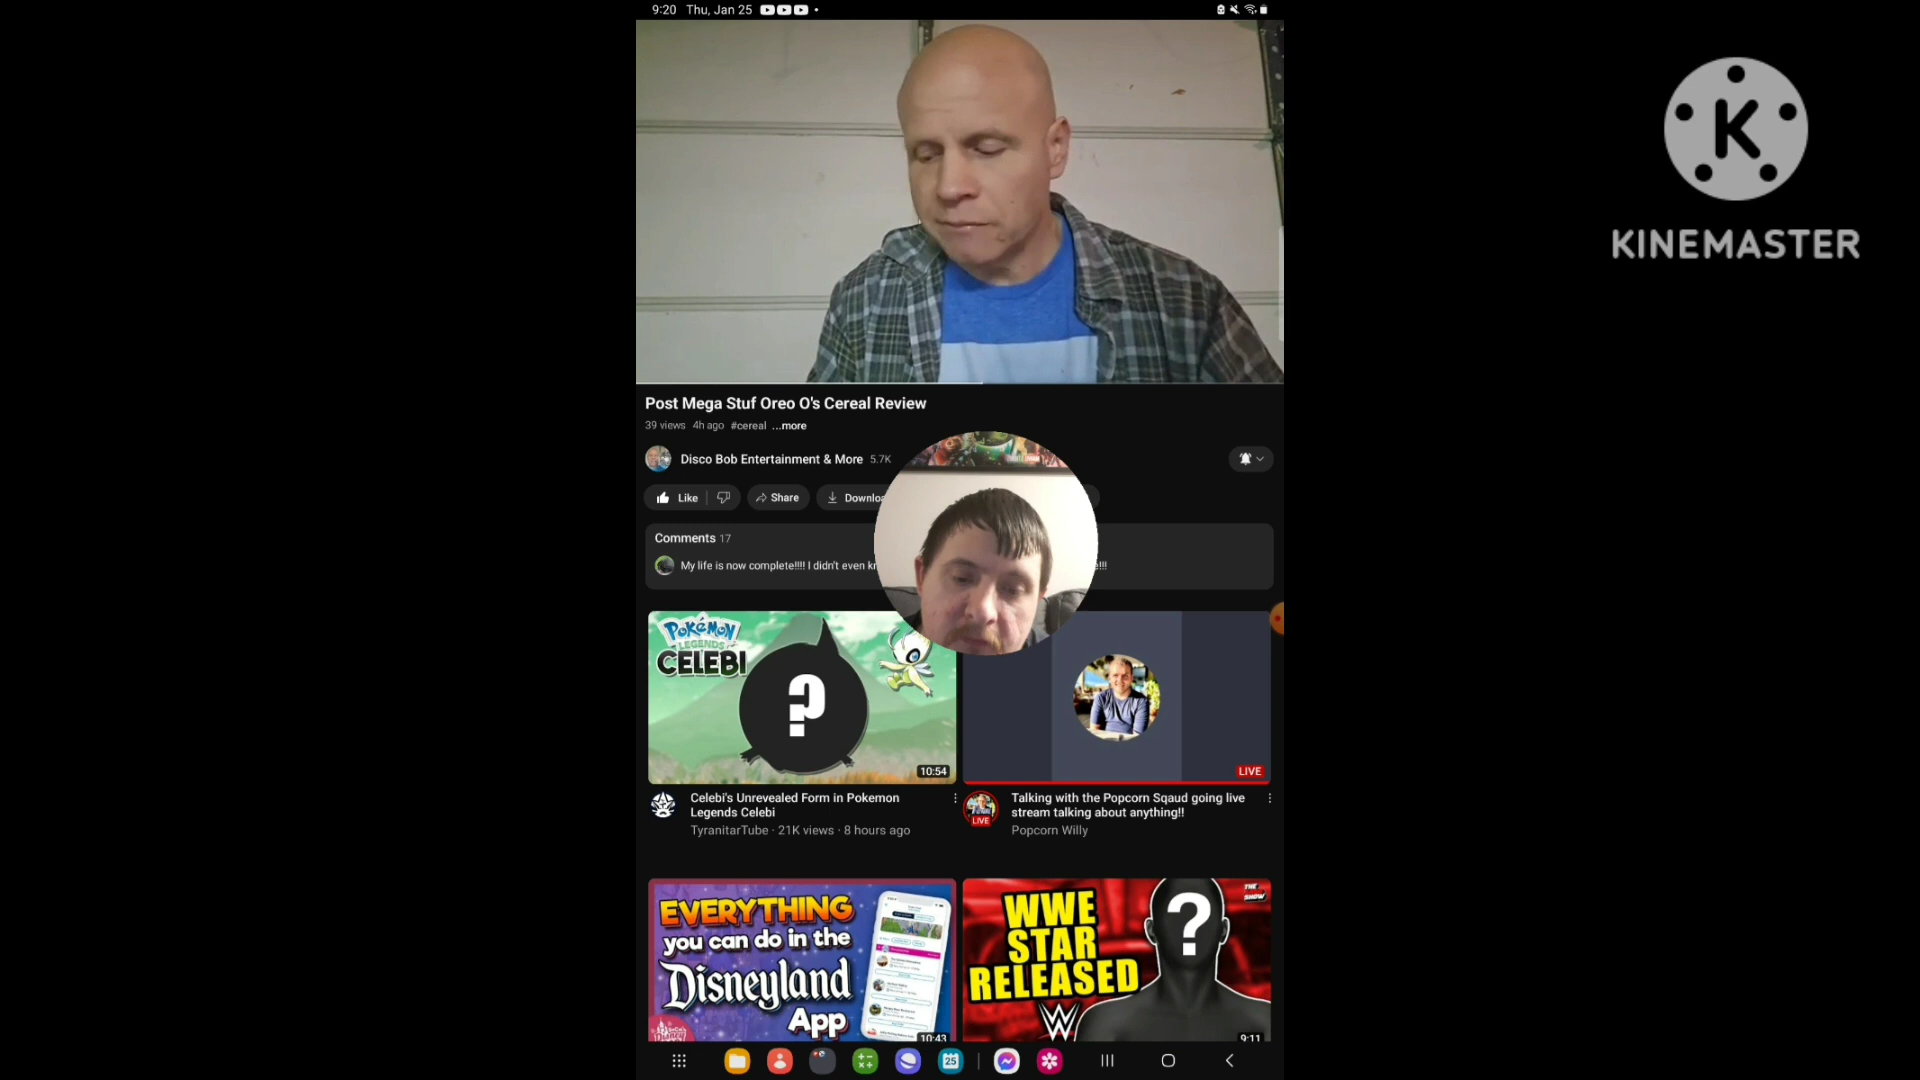 9:20 Thu, Jan 25
K
KINEMASTER
Post Mega Stuf Oreo O's Cereal Review
39 views 4h ago #cereal ...more
Disco Bob Entertainment & More 5.7K
Like Share
Comments 17
My life is now complete!!!! I didn't even
POKéMON
LEGENDS
CELEBI
?
10:54
LIVE
Celebi's Unrevealed Form in Pokemon
Legends Celebi
TyranitarTube · 21K views · 8 hours ago
LIVE
Talking with the Popcorn Sqaud going live
stream talking about anything!!
Popcorn Willy
EVERYTHING
you can do in the
Disneyland
App
10:43
WWE
STAR
RELEASED
W
?
THE
SHOW
9:11
25